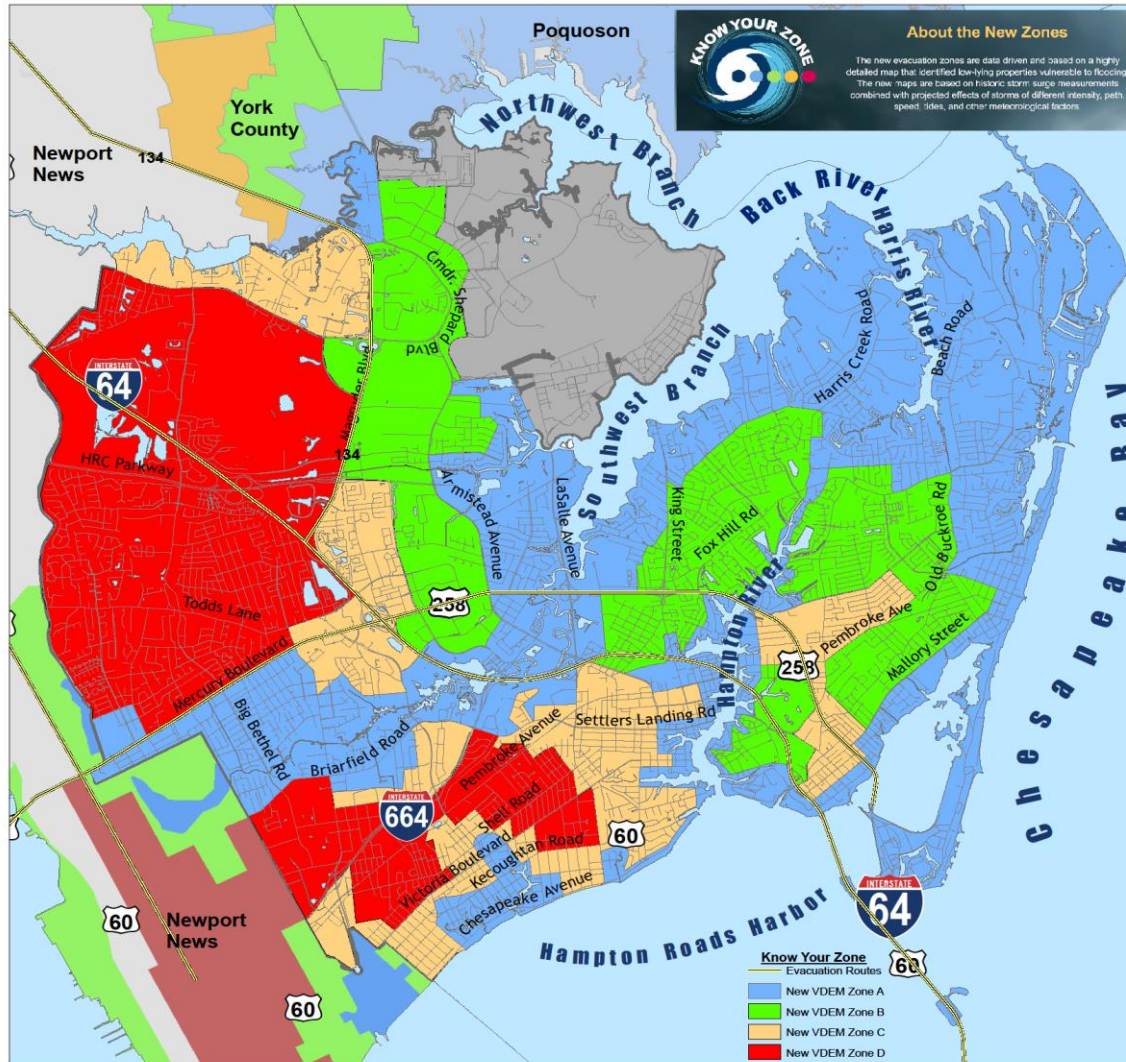 KNOW YOUR ZONE
About the New Zones
The new evacuation zones are data driven and based on a highly
detailed map that identified low-lying properties vulnerable to flooding.
The new maps are based on historic storm surge measurements
combined with projected effects of storms of different intensity, path,
speed, tides, and other meteorological factors.
Poquoson
York
County
Newport
News
134
Northwest Branch
Back River
Harris River
Cmdr. Shepard Blvd
Magruder Blvd
134
INTERSTATE
64
HRC Parkway
Armistead Avenue
LaSalle Avenue
Southwest Branch
Harris Creek Road
Beach Road
King Street
Fox Hill Rd
Old Buckroe Rd
Chesapeake Bay
Todds Lane
258
Hampton River
Hampton River
Pembroke Ave
258
Mallory Street
Mercury Boulevard
Big Bethel Rd
Briarfield Road
Settlers Landing Rd
Pembroke Avenue
Shell Road
INTERSTATE
664
Victoria Boulevard
Kecoughtan Road
60
Chesapeake Avenue
INTERSTATE
64
Hampton Roads Harbor
60
Newport
News
60
60
Know Your Zone
Evacuation Routes
New VDEM Zone A
New VDEM Zone B
New VDEM Zone C
New VDEM Zone D